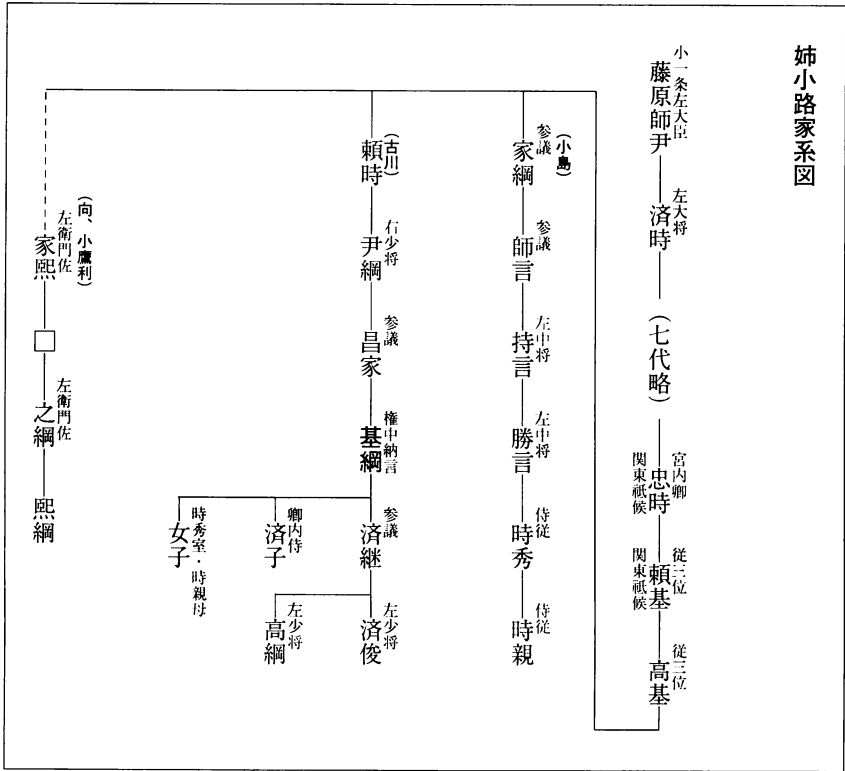 姉小路家系図
小一条左大臣
藤原師尹
左大将
済時
(七代略)
宮内卿
忠時
関東祗候
従三位
頼基
関東祗候
従三位
高基
(小島)
参議
家綱
参議
師言
左中将
持言
左中将
勝言
侍従
時秀
侍従
時親
(古川)
頼時
右少将
尹綱
参議
昌家
権中納言
基綱
参議
済継
左少将
済俊
卿内侍
済子
左少将
高綱
時秀室・時親母
女子
(向、小鷹利)
左衛門佐
家熙
□
左衛門佐
之綱
熙綱